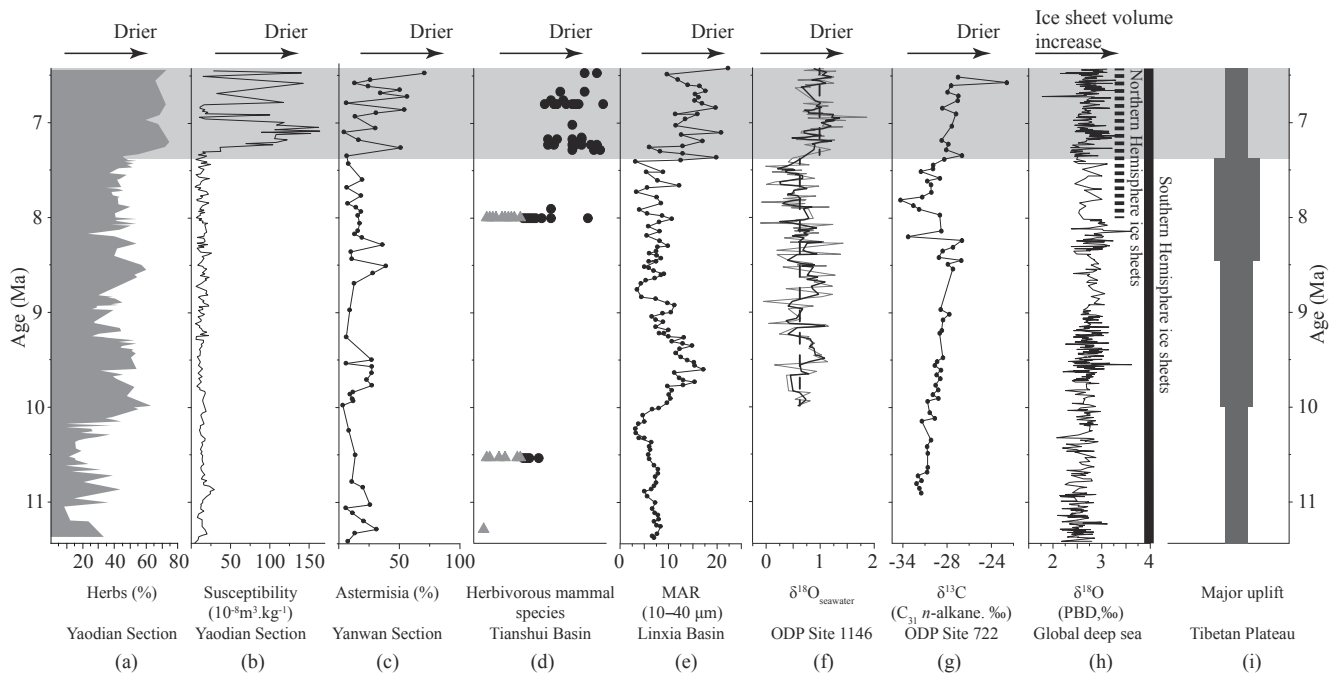 Drier
Drier
Drier
Drier
Drier
Drier
Drier
Ice sheet volume
increase
Age (Ma)
7
8
9
10
11
Northern Hemisphere ice sheets
Southern Hemisphere ice sheets
7
8
9
10
11
Age (Ma)
20 40 60 80
50 100 150
0 50 100
0 10 20
0 1 2
-34 -29 -24
1 2 3 4
Herbs (%)
Yaodian Section
(a)
Susceptibility
(10⁻⁸m³.kg⁻¹)
Yaodian Section
(b)
Astermisia (%)
Yanwan Section
(c)
Herbivorous mammal
species
Tianshui Basin
(d)
MAR
(10–40 μm)
Linxia Basin
(e)
δ¹⁸Oseawater
ODP Site 1146
(f)
δ¹³C
(C₃₁ n-alkane. ‰)
ODP Site 722
(g)
δ¹⁸O
(PBD,‰)
Global deep sea
(h)
Major uplift
Tibetan Plateau
(i)